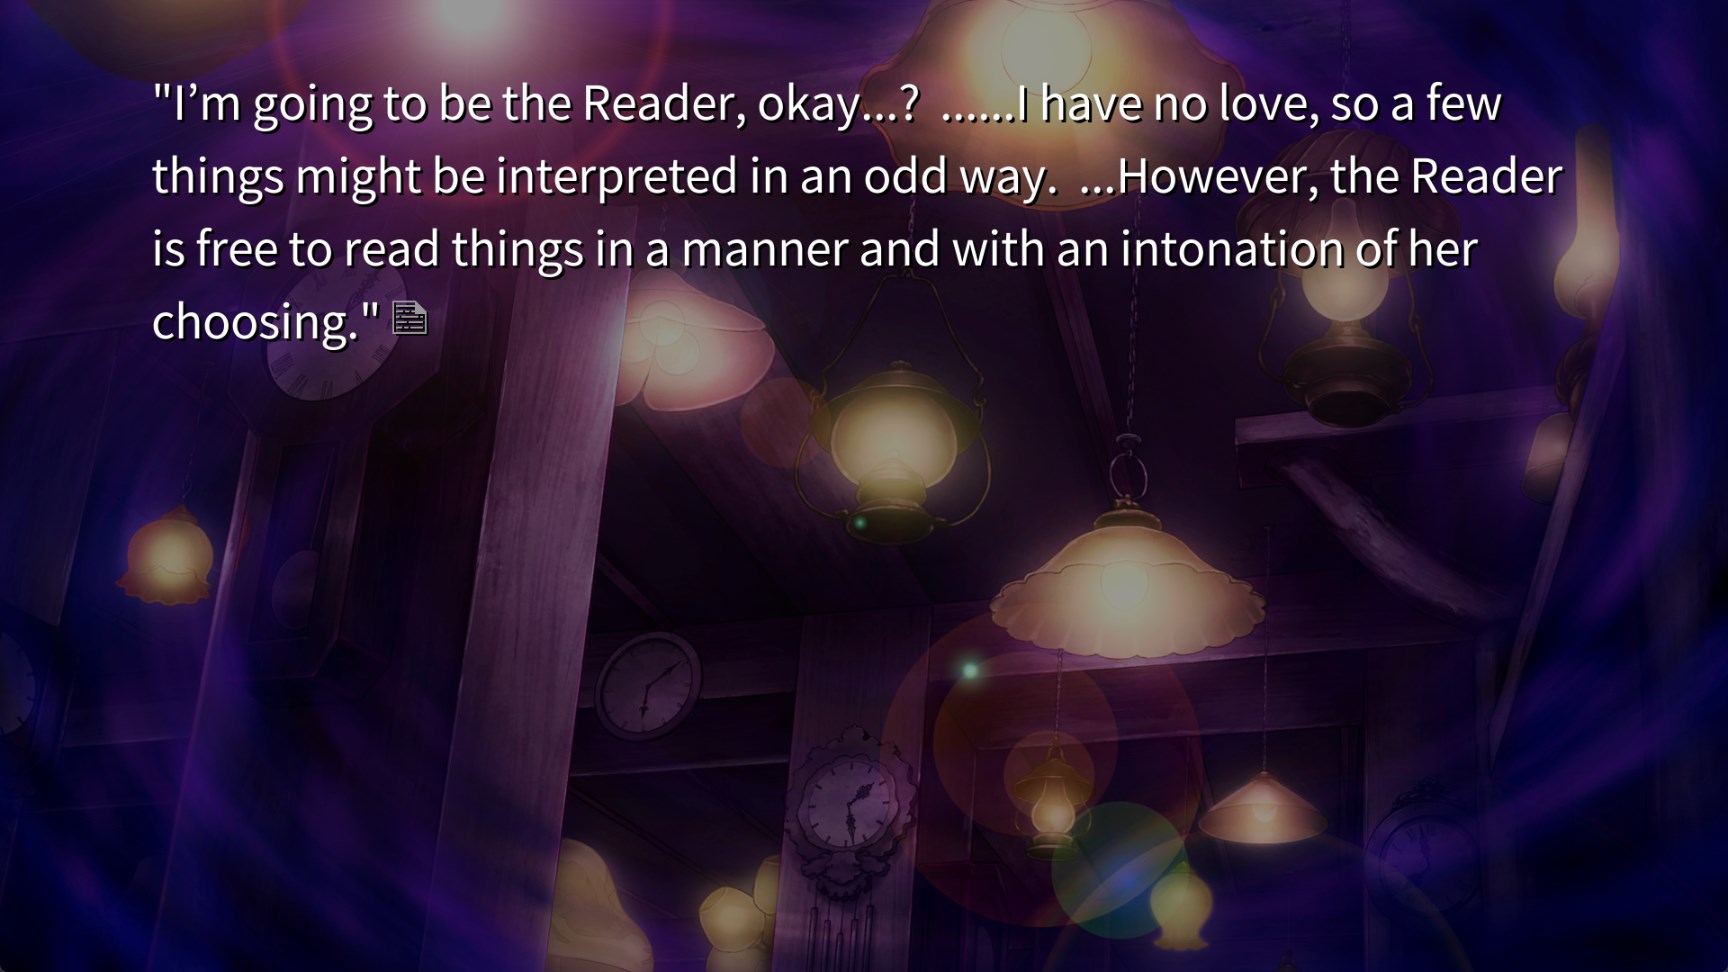 "I’m going to be the Reader, okay...?  ......I have no love, so a few
things might be interpreted in an odd way.  ...However, the Reader
is free to read things in a manner and with an intonation of her
choosing."